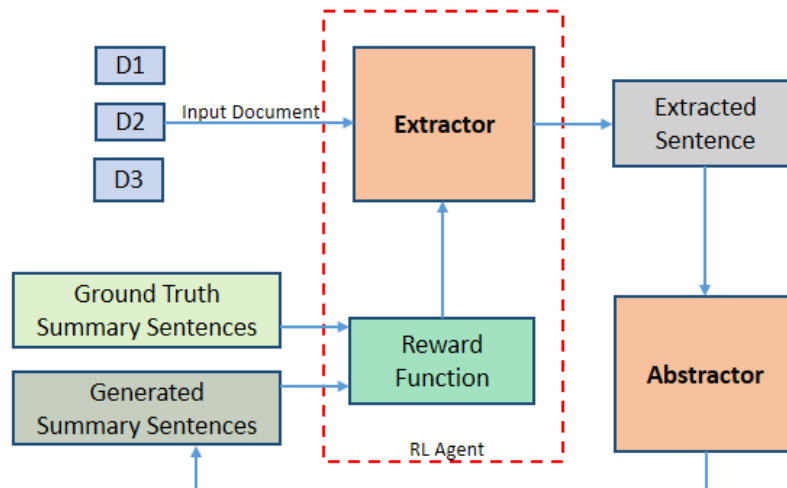 D1
D2
D3
Input Document
Extractor
Extracted
Sentence
Ground Truth
Summary Sentences
Generated
Summary Sentences
Reward
Function
RL Agent
Abstractor